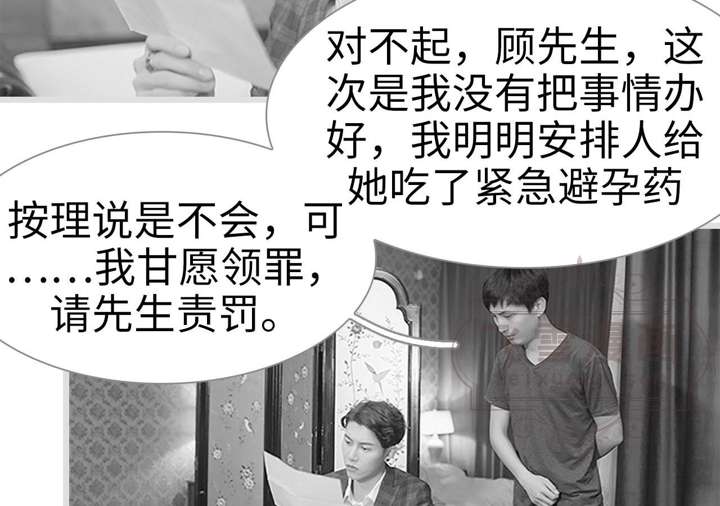 对不起，顾先生，这
次是我没有把事情办
好，我明明安排人给
她吃了紧急避孕药
按理说是不会，可
……我甘愿领罪，
请先生责罚。